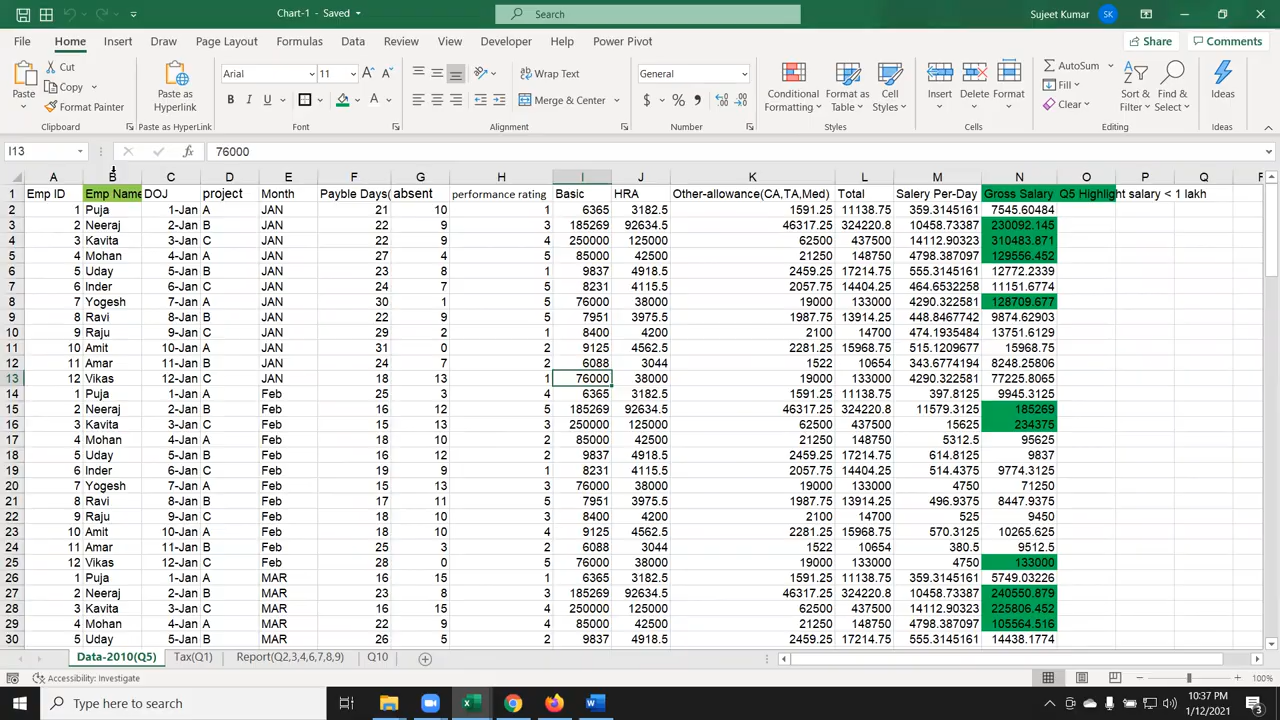 Chart-1 - Saved
Search
Sujeet Kumar SK
File Home Insert Draw Page Layout Formulas Data Review View Developer Help Power Pivot Share Comments
Paste Cut Copy Format Painter Paste as Hyperlink Arial 11 B I U Wrap Text Merge & Center General $ % , Conditional Formatting Format as Table Cell Styles Insert Delete Format AutoSum Fill Clear Sort & Filter Find & Select Ideas
Clipboard Paste as HyperLink Font Alignment Number Styles Cells Editing Ideas
I13 fx 76000
A B C D E F G H I J K L M N O P Q F
1 Emp ID Emp Name DOJ project Month Payble Days( absent performance rating Basic HRA Other-allowance(CA,TA,Med) Total Salery Per-Day Gross Salary Q5 Highlight salary < 1 lakh
2 1 Puja 1-Jan A JAN 21 10 1 6365 3182.5 1591.25 11138.75 359.3145161 7545.60484
3 2 Neeraj 2-Jan B JAN 22 9 3 185269 92634.5 46317.25 324220.8 10458.73387 230092.145
4 3 Kavita 3-Jan C JAN 22 9 4 250000 125000 62500 437500 14112.90323 310483.871
5 4 Mohan 4-Jan A JAN 27 4 5 85000 42500 21250 148750 4798.387097 129556.452
6 5 Uday 5-Jan B JAN 23 8 1 9837 4918.5 2459.25 17214.75 555.3145161 12772.2339
7 6 Inder 6-Jan C JAN 24 7 5 8231 4115.5 2057.75 14404.25 464.6532258 11151.6774
8 7 Yogesh 7-Jan A JAN 30 1 5 76000 38000 19000 133000 4290.322581 128709.677
9 8 Ravi 8-Jan B JAN 22 9 5 7951 3975.5 1987.75 13914.25 448.8467742 9874.62903
10 9 Raju 9-Jan C JAN 29 2 1 8400 4200 2100 14700 474.1935484 13751.6129
11 10 Amit 10-Jan A JAN 31 0 2 9125 4562.5 2281.25 15968.75 515.1209677 15968.75
12 11 Amar 11-Jan B JAN 24 7 2 6088 3044 1522 10654 343.6774194 8248.25806
13 12 Vikas 12-Jan C JAN 18 13 1 76000 38000 19000 133000 4290.322581 77225.8065
14 1 Puja 1-Jan A Feb 25 3 4 6365 3182.5 1591.25 11138.75 397.8125 9945.3125
15 2 Neeraj 2-Jan B Feb 16 12 5 185269 92634.5 46317.25 324220.8 11579.3125 185269
16 3 Kavita 3-Jan C Feb 15 13 3 250000 125000 62500 437500 15625 234375
17 4 Mohan 4-Jan A Feb 18 10 2 85000 42500 21250 148750 5312.5 95625
18 5 Uday 5-Jan B Feb 16 12 2 9837 4918.5 2459.25 17214.75 614.8125 9837
19 6 Inder 6-Jan C Feb 19 9 1 8231 4115.5 2057.75 14404.25 514.4375 9774.3125
20 7 Yogesh 7-Jan A Feb 15 13 3 76000 38000 19000 133000 4750 71250
21 8 Ravi 8-Jan B Feb 17 11 5 7951 3975.5 1987.75 13914.25 496.9375 8447.9375
22 9 Raju 9-Jan C Feb 18 10 3 8400 4200 2100 14700 525 9450
23 10 Amit 10-Jan A Feb 18 10 4 9125 4562.5 2281.25 15968.75 570.3125 10265.625
24 11 Amar 11-Jan B Feb 25 3 2 6088 3044 1522 10654 380.5 9512.5
25 12 Vikas 12-Jan C Feb 28 0 5 76000 38000 19000 133000 4750 133000
26 1 Puja 1-Jan A MAR 16 15 1 6365 3182.5 1591.25 11138.75 359.3145161 5749.03226
27 2 Neeraj 2-Jan B MAR 23 8 3 185269 92634.5 46317.25 324220.8 10458.73387 240550.879
28 3 Kavita 3-Jan C MAR 16 15 4 250000 125000 62500 437500 14112.90323 225806.452
29 4 Mohan 4-Jan A MAR 22 9 4 85000 42500 21250 148750 4798.387097 105564.516
30 5 Uday 5-Jan B MAR 26 5 2 9837 4918.5 2459.25 17214.75 555.3145161 14438.1774
Data-2010(Q5) Tax(Q1) Report(Q2,3,4,6,7,8,9) Q10
Accessibility: Investigate 100%
Type here to search
10:37 PM
1/12/2021